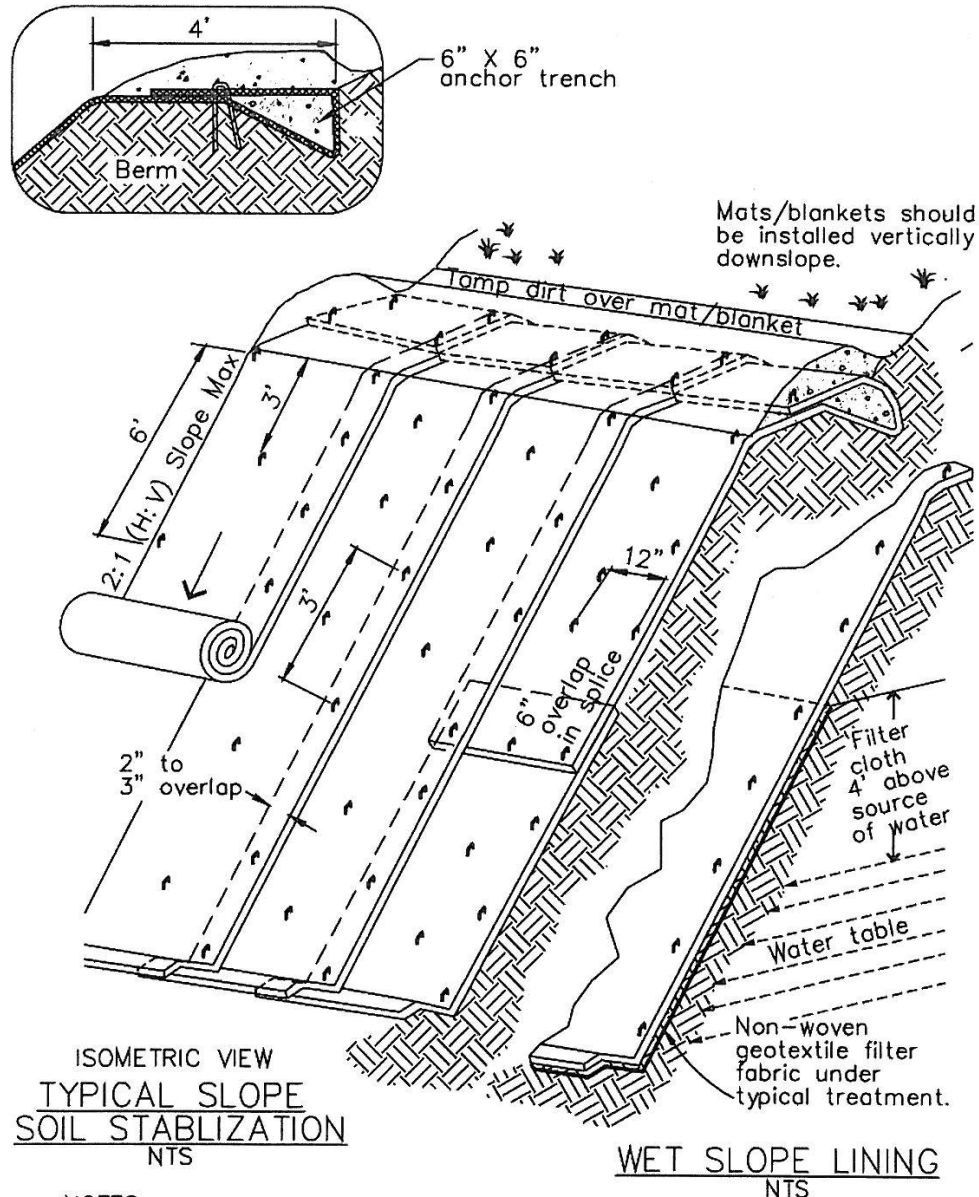 4'
6" X 6"
anchor trench
Berm
Mats/blankets should
be installed vertically
downslope.
Tamp dirt over mat/blanket
2:1 (H:V) Slope Max
6'
3'
3'
12"
6"
overlap
in splice
2" to
3" overlap
Filter
cloth
4' above
source
of water
Water table
Non-woven
geotextile filter
fabric under
typical treatment.
ISOMETRIC VIEW
TYPICAL SLOPE
SOIL STABLIZATION
NTS
WET SLOPE LINING
NTS